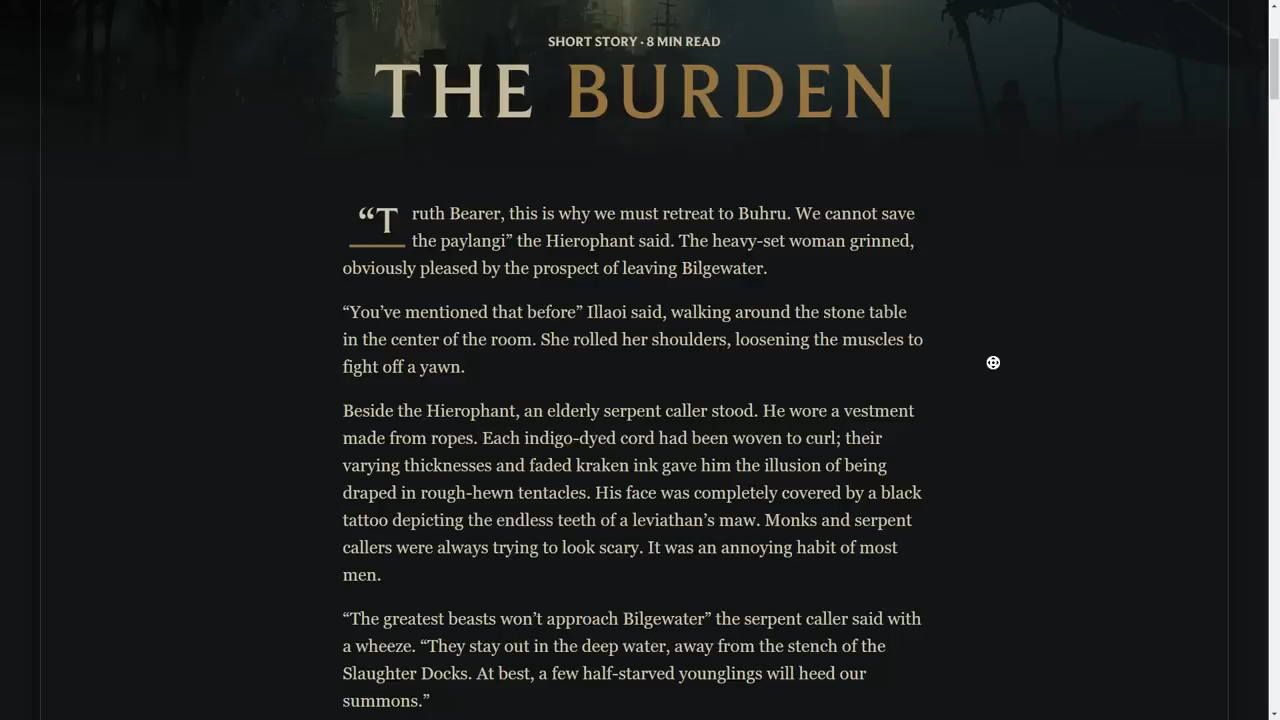 SHORT STORY · 8 MIN READ
THE BURDEN
“Truth Bearer, this is why we must retreat to Buhru. We cannot save
the paylangi” the Hierophant said. The heavy-set woman grinned,
obviously pleased by the prospect of leaving Bilgewater.
“You’ve mentioned that before” Illaoi said, walking around the stone table
in the center of the room. She rolled her shoulders, loosening the muscles to
fight off a yawn.
Beside the Hierophant, an elderly serpent caller stood. He wore a vestment
made from ropes. Each indigo-dyed cord had been woven to curl; their
varying thicknesses and faded kraken ink gave him the illusion of being
draped in rough-hewn tentacles. His face was completely covered by a black
tattoo depicting the endless teeth of a leviathan’s maw. Monks and serpent
callers were always trying to look scary. It was an annoying habit of most
men.
“The greatest beasts won’t approach Bilgewater” the serpent caller said with
a wheeze. “They stay out in the deep water, away from the stench of the
Slaughter Docks. At best, a few half-starved younglings will heed our
summons.”